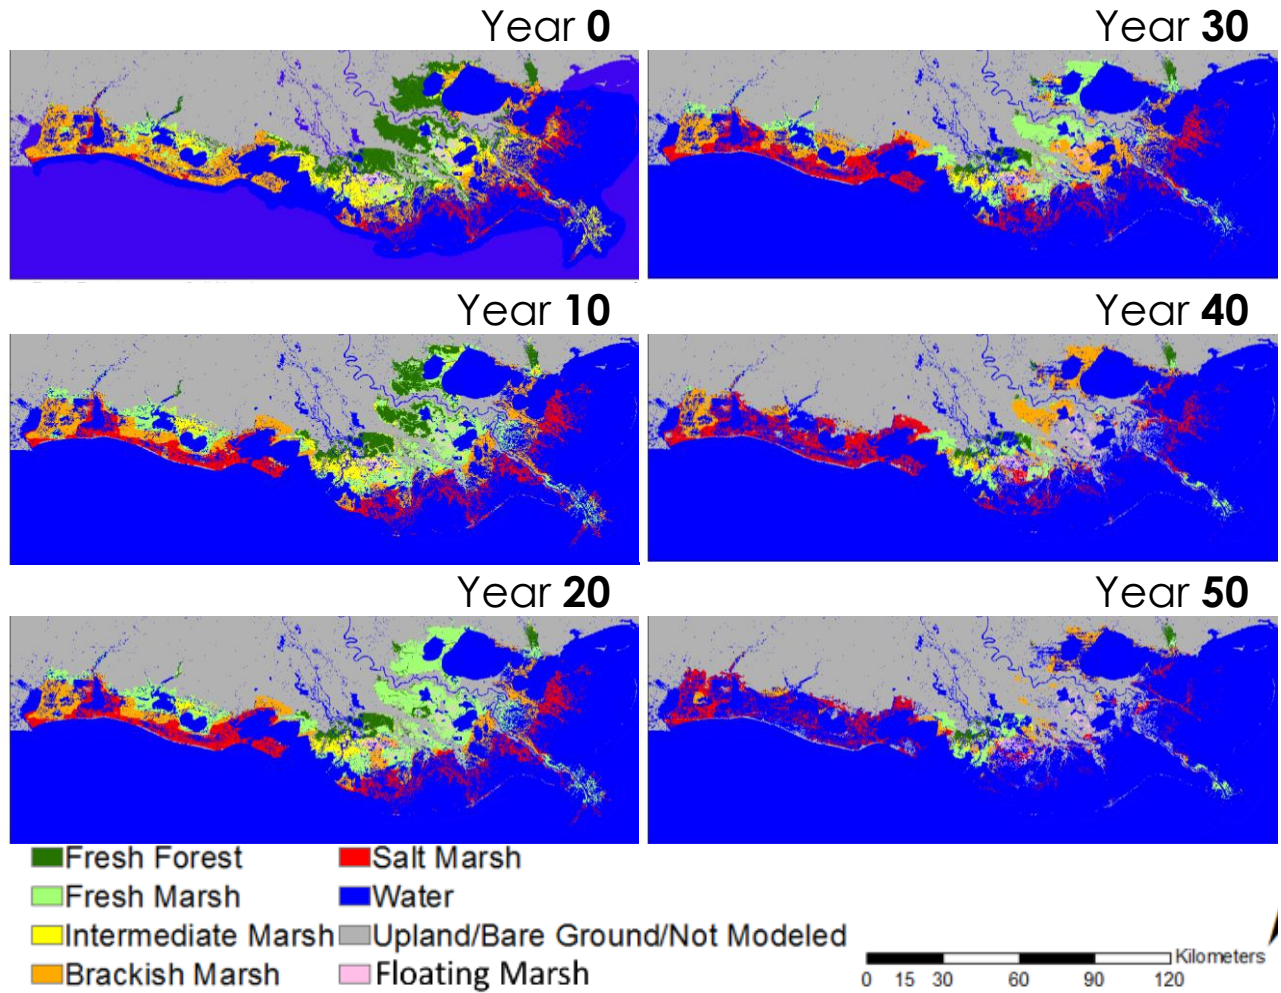 Year 0
Year 30
Year 10
Year 40
Year 20
Year 50
Fresh Forest
Salt Marsh
Fresh Marsh
Water
Intermediate Marsh
Upland/Bare Ground/Not Modeled
Brackish Marsh
Floating Marsh
Kilometers
0 15 30 60 90 120